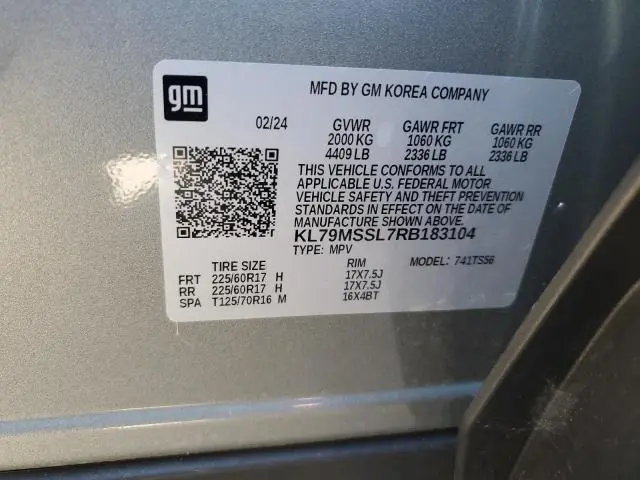 gm
MFD BY GM KOREA COMPANY
02/24 GVWR GAWR FRT GAWR RR
2000 KG 1060 KG 1060 KG
4409 LB 2336 LB 2336 LB
THIS VEHICLE CONFORMS TO ALL
APPLICABLE U.S. FEDERAL MOTOR
VEHICLE SAFETY AND THEFT PREVENTION
STANDARDS IN EFFECT ON THE DATE OF
MANUFACTURE SHOWN ABOVE.
KL79MSSL7RB183104
TYPE: MPV MODEL: 741TS56
TIRE SIZE RIM
FRT 225/60R17 H 17X7.5J
RR 225/60R17 H 17X7.5J
SPA T125/70R16 M 16X4BT